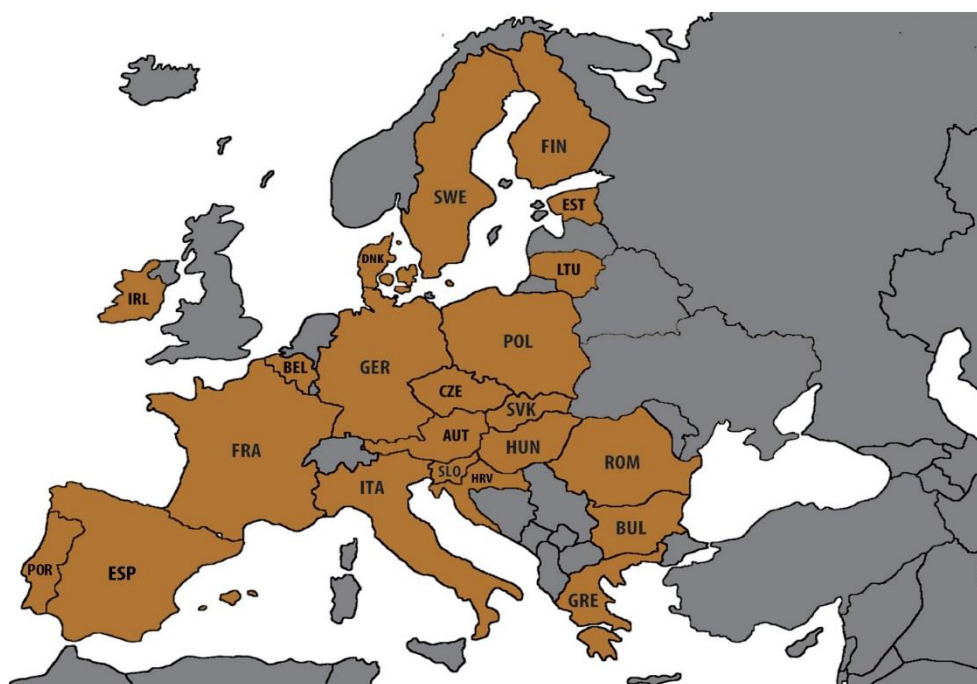 FIN
SWE
EST
DNK
LTU
IRL
POL
BEL
GER
CZE
SVK
AUT
HUN
FRA
ROM
SLO
HRV
ITA
BUL
POR
ESP
GRE